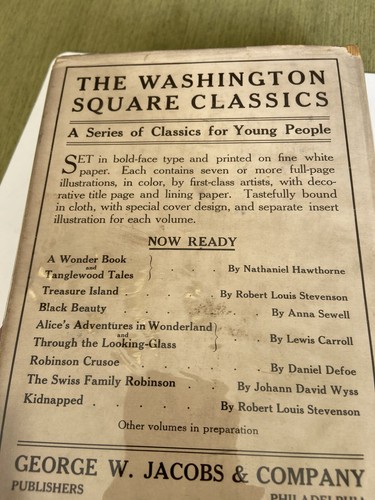 THE WASHINGTON
SQUARE CLASSICS
A Series of Classics for Young People
SET in bold-face type and printed on fine white
paper. Each contains seven or more full-page
illustrations, in color, by first-class artists, with deco-
rative title page and lining paper. Tastefully bound
in cloth, with special cover design, and separate insert
illustration for each volume.
NOW READY
A Wonder Book
and
Tanglewood Tales } . . . By Nathaniel Hawthorne
Treasure Island . . . . By Robert Louis Stevenson
Black Beauty . . . . . By Anna Sewell
Alice's Adventures in Wonderland
and
Through the Looking-Glass } . . By Lewis Carroll
Robinson Crusoe . . . . By Daniel Defoe
The Swiss Family Robinson . . By Johann David Wyss
Kidnapped . . . . . By Robert Louis Stevenson
Other volumes in preparation
GEORGE W. JACOBS & COMPANY
PUBLISHERS PHILADELPHIA